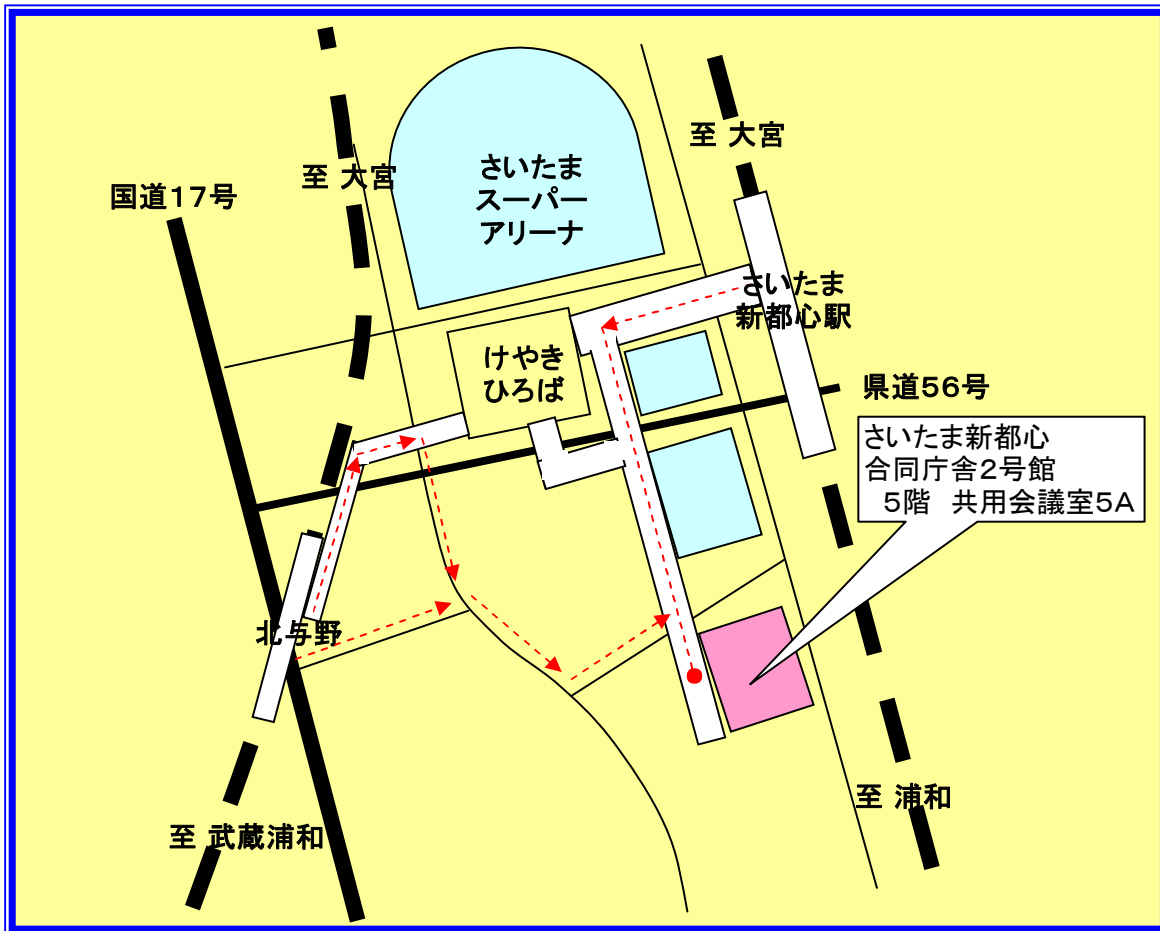 至 大宮
さいたま
スーパー
アリーナ
至 大宮
国道17号
さいたま
新都心駅
けやき
ひろば
県道56号
さいたま新都心
合同庁舎2号館
5階　共用会議室5A
北与野
至 浦和
至 武蔵浦和